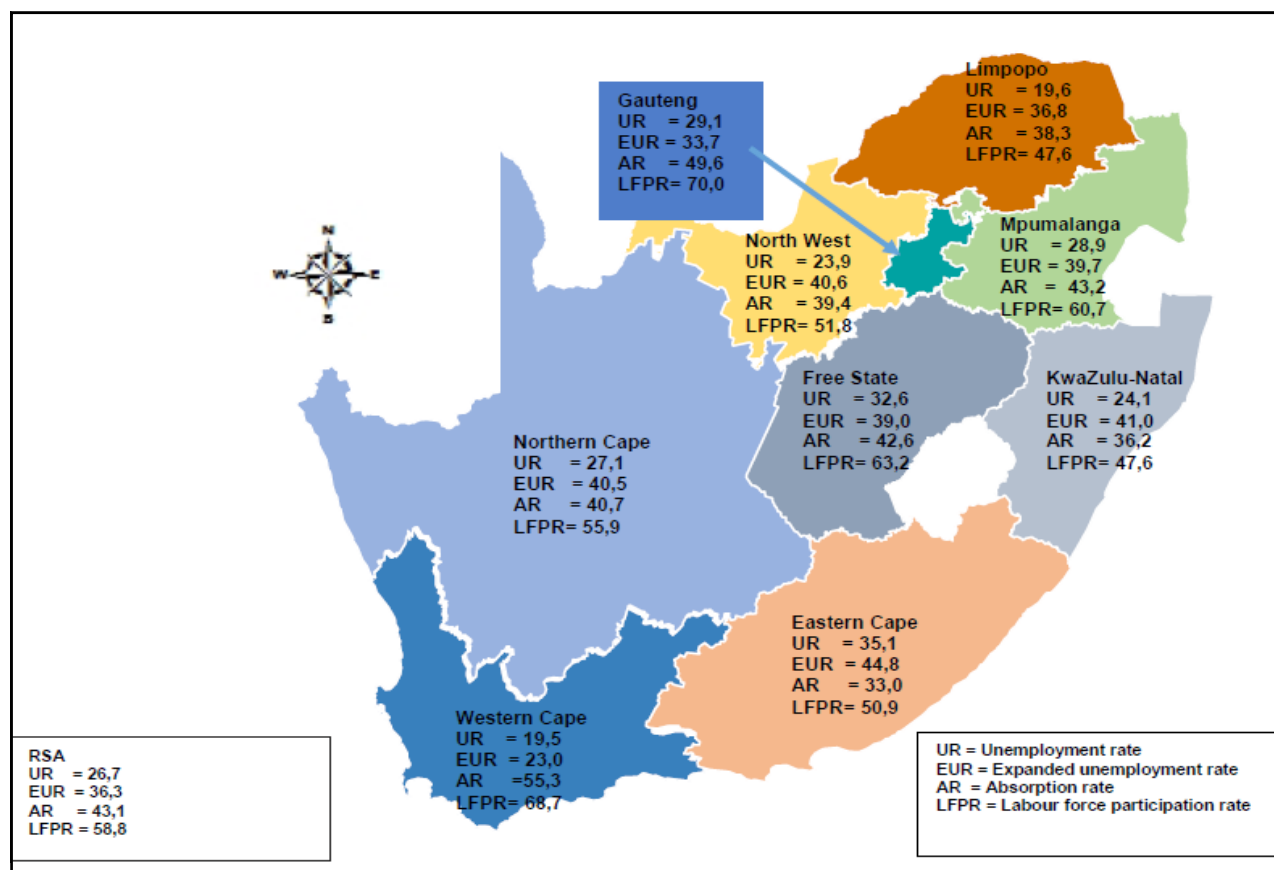 Limpopo
UR = 19,6
EUR = 36,8
AR = 38,3
LFPR= 47,6
Gauteng
UR = 29,1
EUR = 33,7
AR = 49,6
LFPR= 70,0
Mpumalanga
UR = 28,9
EUR = 39,7
AR = 43,2
LFPR= 60,7
North West
UR = 23,9
EUR = 40,6
AR = 39,4
LFPR= 51,8
N
W E
S
Free State
UR = 32,6
EUR = 39,0
AR = 42,6
LFPR= 63,2
KwaZulu-Natal
UR = 24,1
EUR = 41,0
AR = 36,2
LFPR= 47,6
Northern Cape
UR = 27,1
EUR = 40,5
AR = 40,7
LFPR= 55,9
Eastern Cape
UR = 35,1
EUR = 44,8
AR = 33,0
LFPR= 50,9
Western Cape
UR = 19,5
EUR = 23,0
AR =55,3
LFPR= 68,7
RSA
UR = 26,7
EUR = 36,3
AR = 43,1
LFPR = 58,8
UR = Unemployment rate
EUR = Expanded unemployment rate
AR = Absorption rate
LFPR = Labour force participation rate